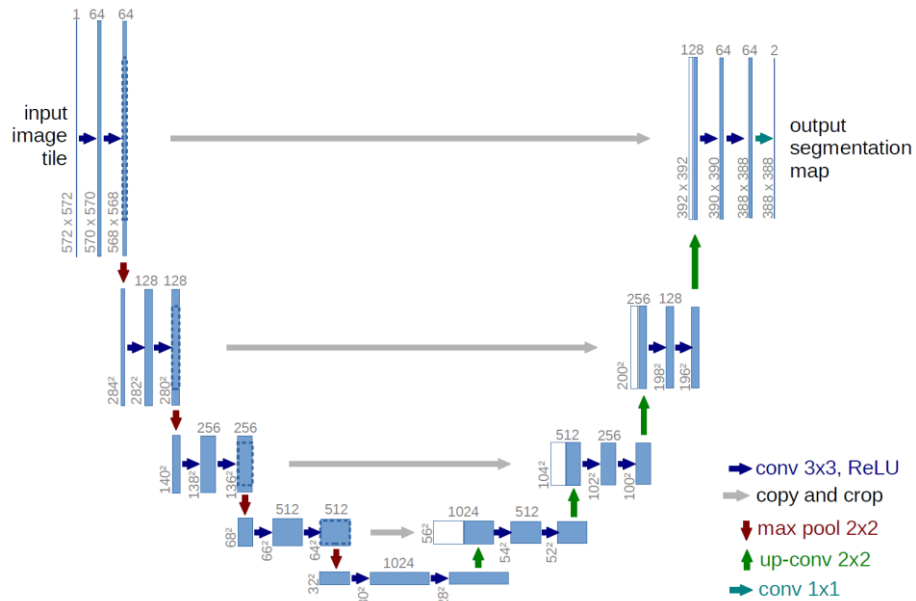 1 64 64
128 64 64 2
input
image
tile
output
segmentation
map
572 x 572
570 x 570
568 x 568
392 x 392
390 x 390
388 x 388
388 x 388
128 128
256 128
284²
282²
280²
200²
198²
196²
256 256
512 256
140²
138²
136²
104²
102²
100²
512 512
1024 512
68²
66²
64²
56²
54²
52²
1024
32²
conv 3x3, ReLU
copy and crop
max pool 2x2
up-conv 2x2
conv 1x1